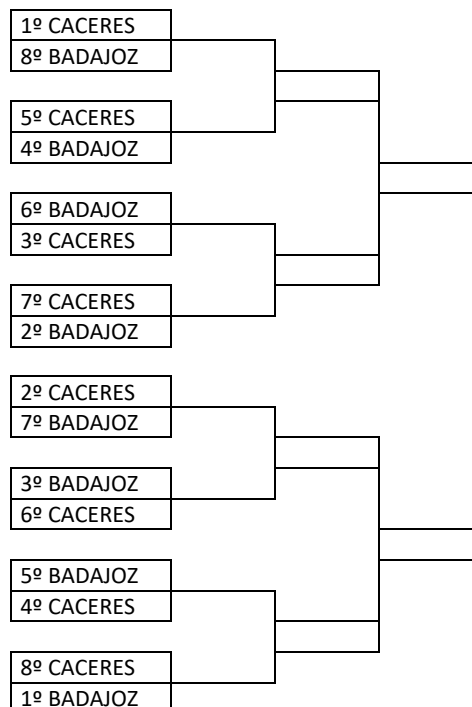 1º CACERES
8º BADAJOZ
5º CACERES
4º BADAJOZ
6º BADAJOZ
3º CACERES
7º CACERES
2º BADAJOZ
2º CACERES
7º BADAJOZ
3º BADAJOZ
6º CACERES
5º BADAJOZ
4º CACERES
8º CACERES
1º BADAJOZ